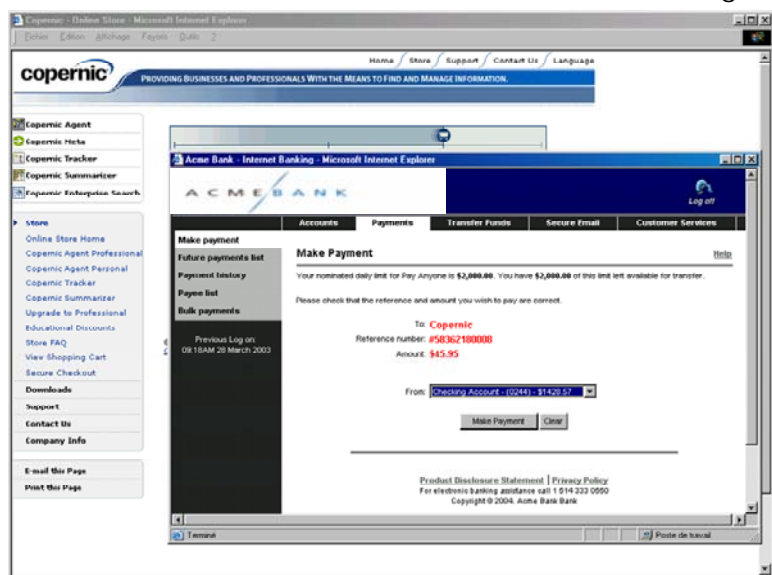 Copernic - Online Store - Microsoft Internet Explorer
Fichier Edition Affichage Favoris Outils ?
Home / Store / Support / Contact Us / Language
copernic
PROVIDING BUSINESSES AND PROFESSIONALS WITH THE MEANS TO FIND AND MANAGE INFORMATION.
Copernic Agent
Copernic Meta
Copernic Tracker
Copernic Summarizer
Copernic Enterprise Search
Store
Online Store Home
Copernic Agent Professional
Copernic Agent Personal
Copernic Tracker
Copernic Summarizer
Upgrade to Professional
Educational Discounts
Store FAQ
View Shopping Cart
Secure Checkout
Downloads
Support
Contact Us
Company Info
E-mail this Page
Print this Page
Acme Bank - Internet Banking - Microsoft Internet Explorer
ACME BANK
Log off
Accounts Payments Transfer Funds Secure Email Customer Services
Make payment
Future payments list
Payment history
Payee list
Bulk payments
Previous Log on:
09:18AM 28 March 2003
Make Payment
Help
Your nominated daily limit for Pay Anyone is $2,000.00. You have $2,000.00 of this limit left available for transfer.
Please check that the reference and amount you wish to pay are correct.
To: Copernic
Reference number: #58362180008
Amount: $45.95
From: Checking Account - (0244) - $1428.57
Make Payment Clear
Product Disclosure Statement | Privacy Policy
For electronic banking assistance call 1 514 333 0660
Copyright © 2004. Acme Bank Bank
Terminé
Poste de travail